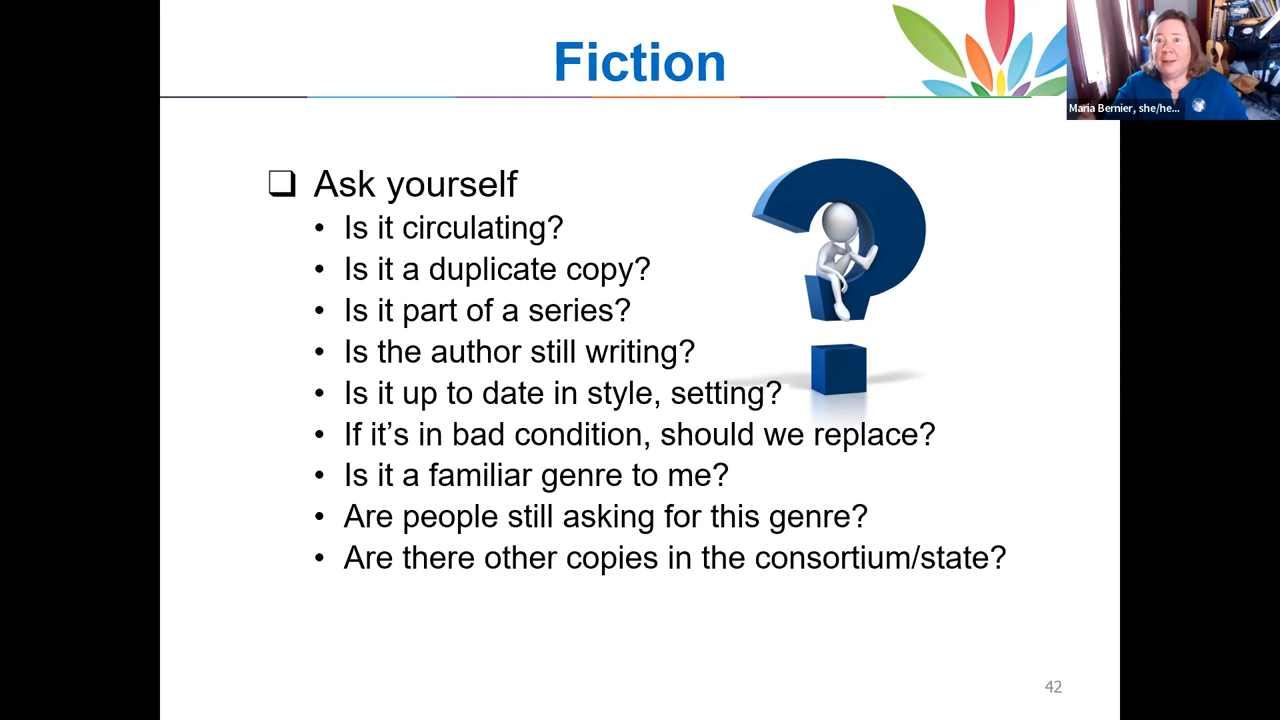 Fiction
Maria Bernier, she/he...
❑ Ask yourself
• Is it circulating?
• Is it a duplicate copy?
• Is it part of a series?
• Is the author still writing?
• Is it up to date in style, setting?
• If it’s in bad condition, should we replace?
• Is it a familiar genre to me?
• Are people still asking for this genre?
• Are there other copies in the consortium/state?
42